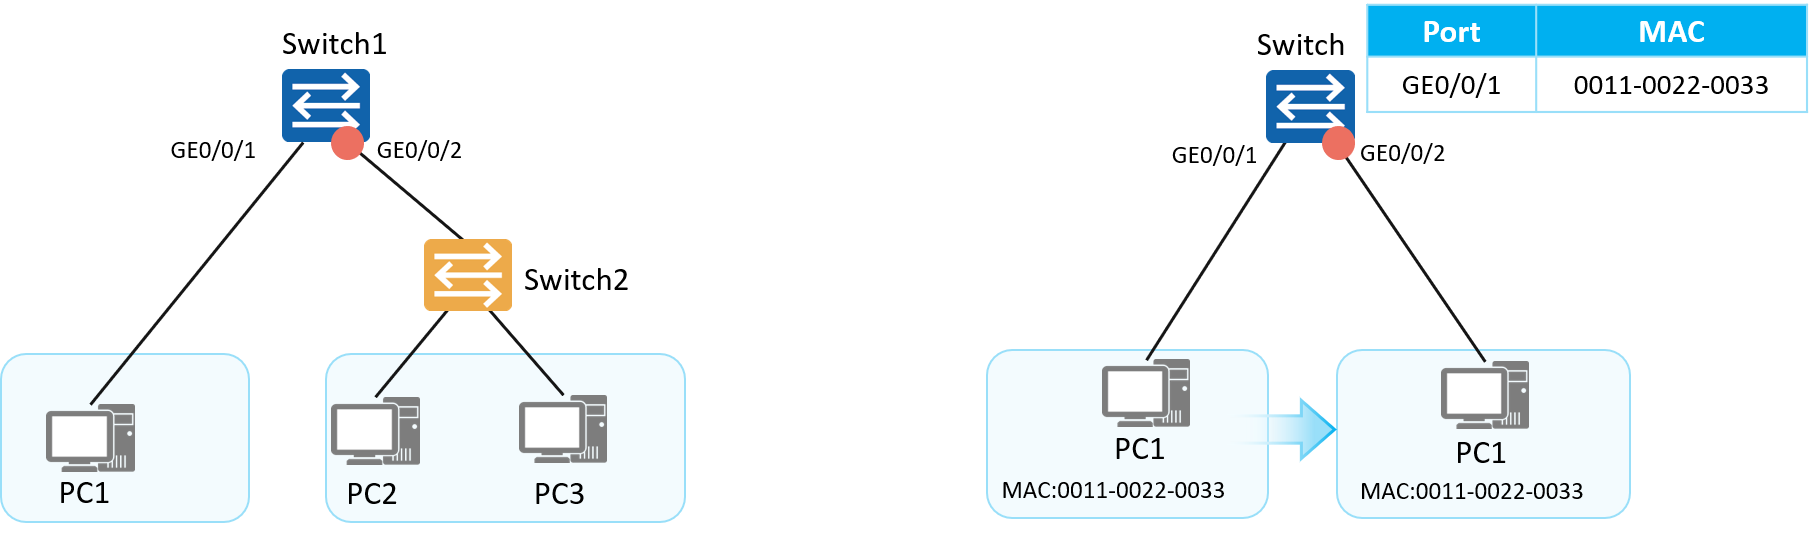 Switch1
GE0/0/1
GE0/0/2
Switch2
PC1
PC2
PC3
Switch
Port MAC
GE0/0/1 0011-0022-0033
GE0/0/1
GE0/0/2
PC1
MAC:0011-0022-0033
PC1
MAC:0011-0022-0033